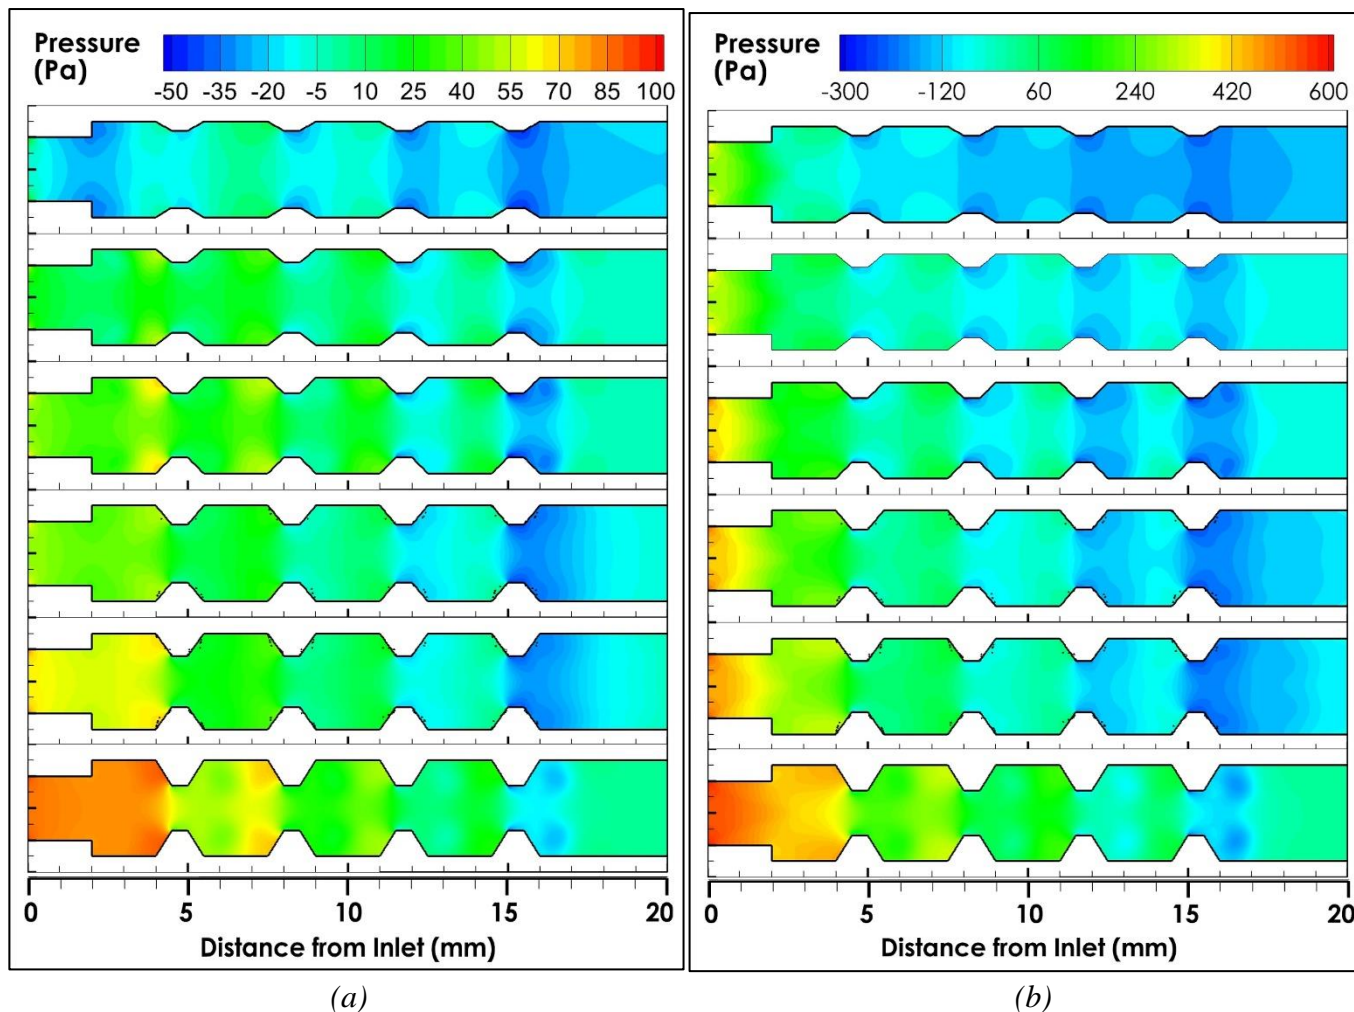 Pressure
(Pa)
-50 -35 -20 -5 10 25 40 55 70 85 100
0 5 10 15 20
Distance from Inlet (mm)
(a)
Pressure
(Pa)
-300 -120 60 240 420 600
0 5 10 15 20
Distance from Inlet (mm)
(b)